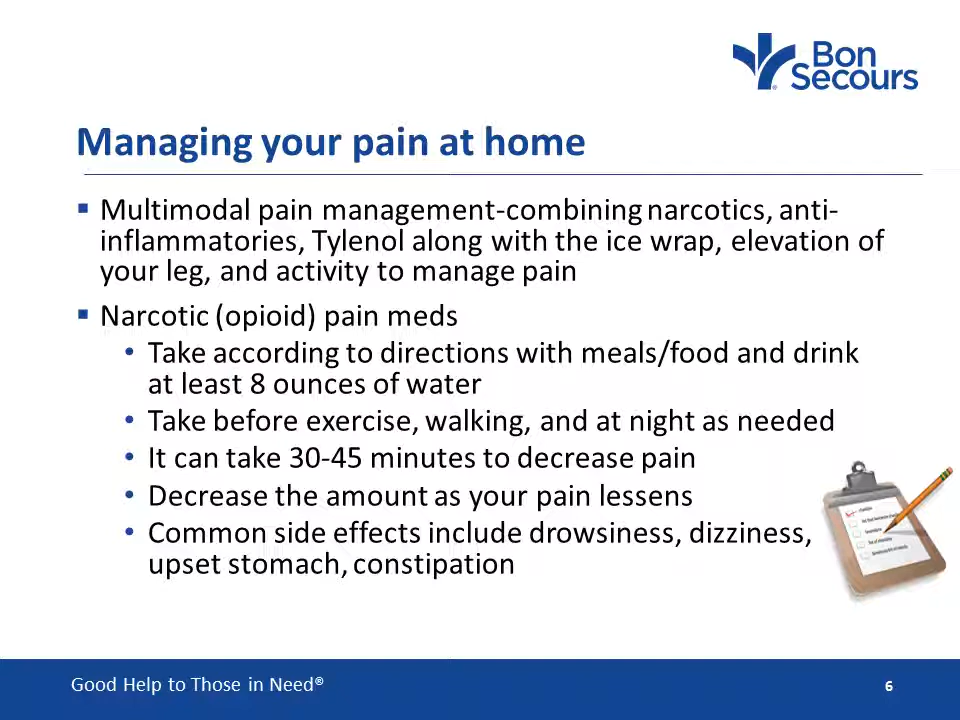 Bon
Secours
Managing your pain at home
Multimodal pain management-combining narcotics, anti-
inflammatories, Tylenol along with the ice wrap, elevation of
your leg, and activity to manage pain
Narcotic (opioid) pain meds
• Take according to directions with meals/food and drink
at least 8 ounces of water
• Take before exercise, walking, and at night as needed
• It can take 30-45 minutes to decrease pain
• Decrease the amount as your pain lessens
• Common side effects include drowsiness, dizziness,
upset stomach, constipation
Good Help to Those in Need®
6